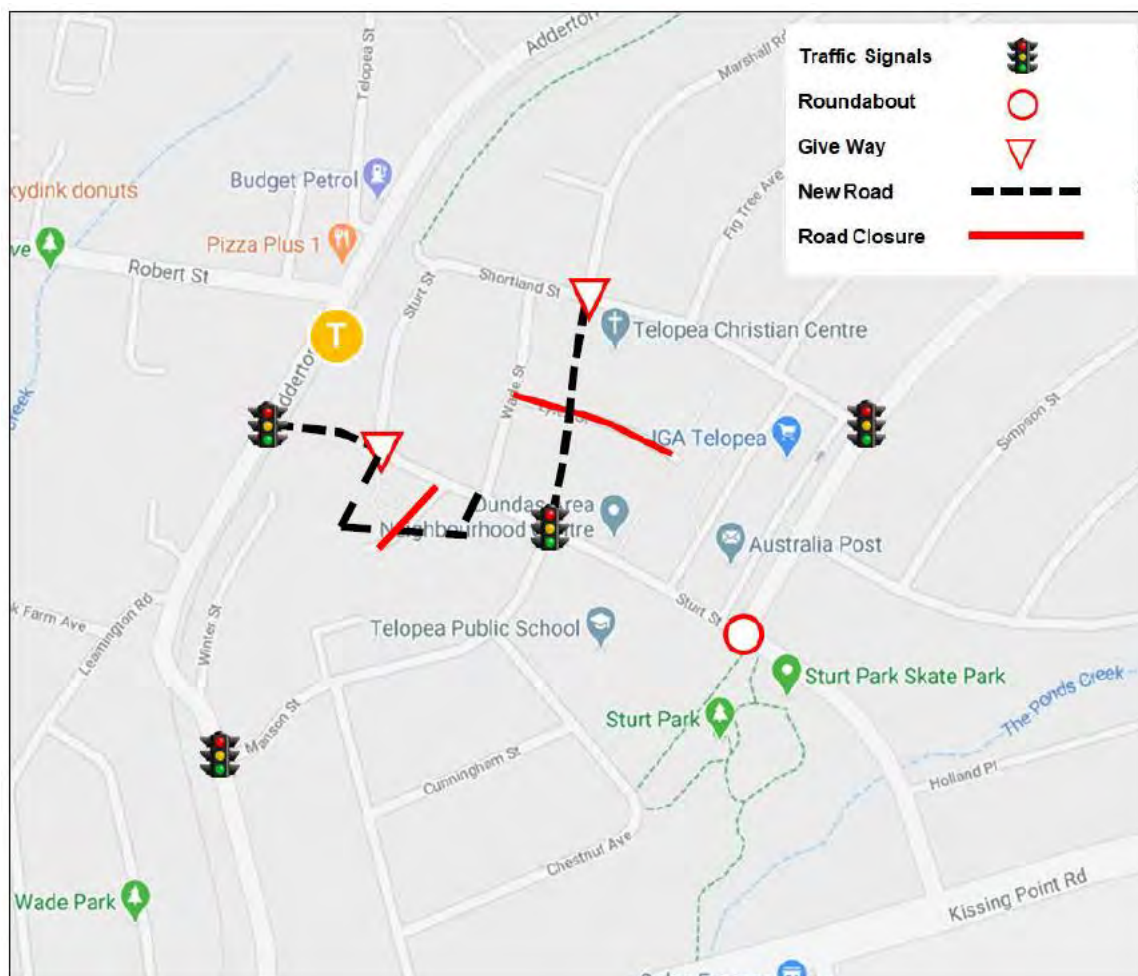 Adderton
Marshall Rd
Telopea St
Traffic Signals
Roundabout
Give Way
New Road
Road Closure
kydink donuts
Budget Petrol
Fig Tree Ave
Pizza Plus 1
ve
Robert St
Sturt St
Shortland St
T
Telopea Christian Centre
Adderton
Wade St
Creek
IGA Telopea
Simpson St
Dundas Area
Neighbourhood Centre
Australia Post
k Farm Ave
Leamington Rd
Winter St
Telopea Public School
Sturt St
Sturt Park Skate Park
Manson St
Sturt Park
The Ponds Creek
Cunningham St
Holland Pl
Chestnut Ave
Wade Park
Kissing Point Rd